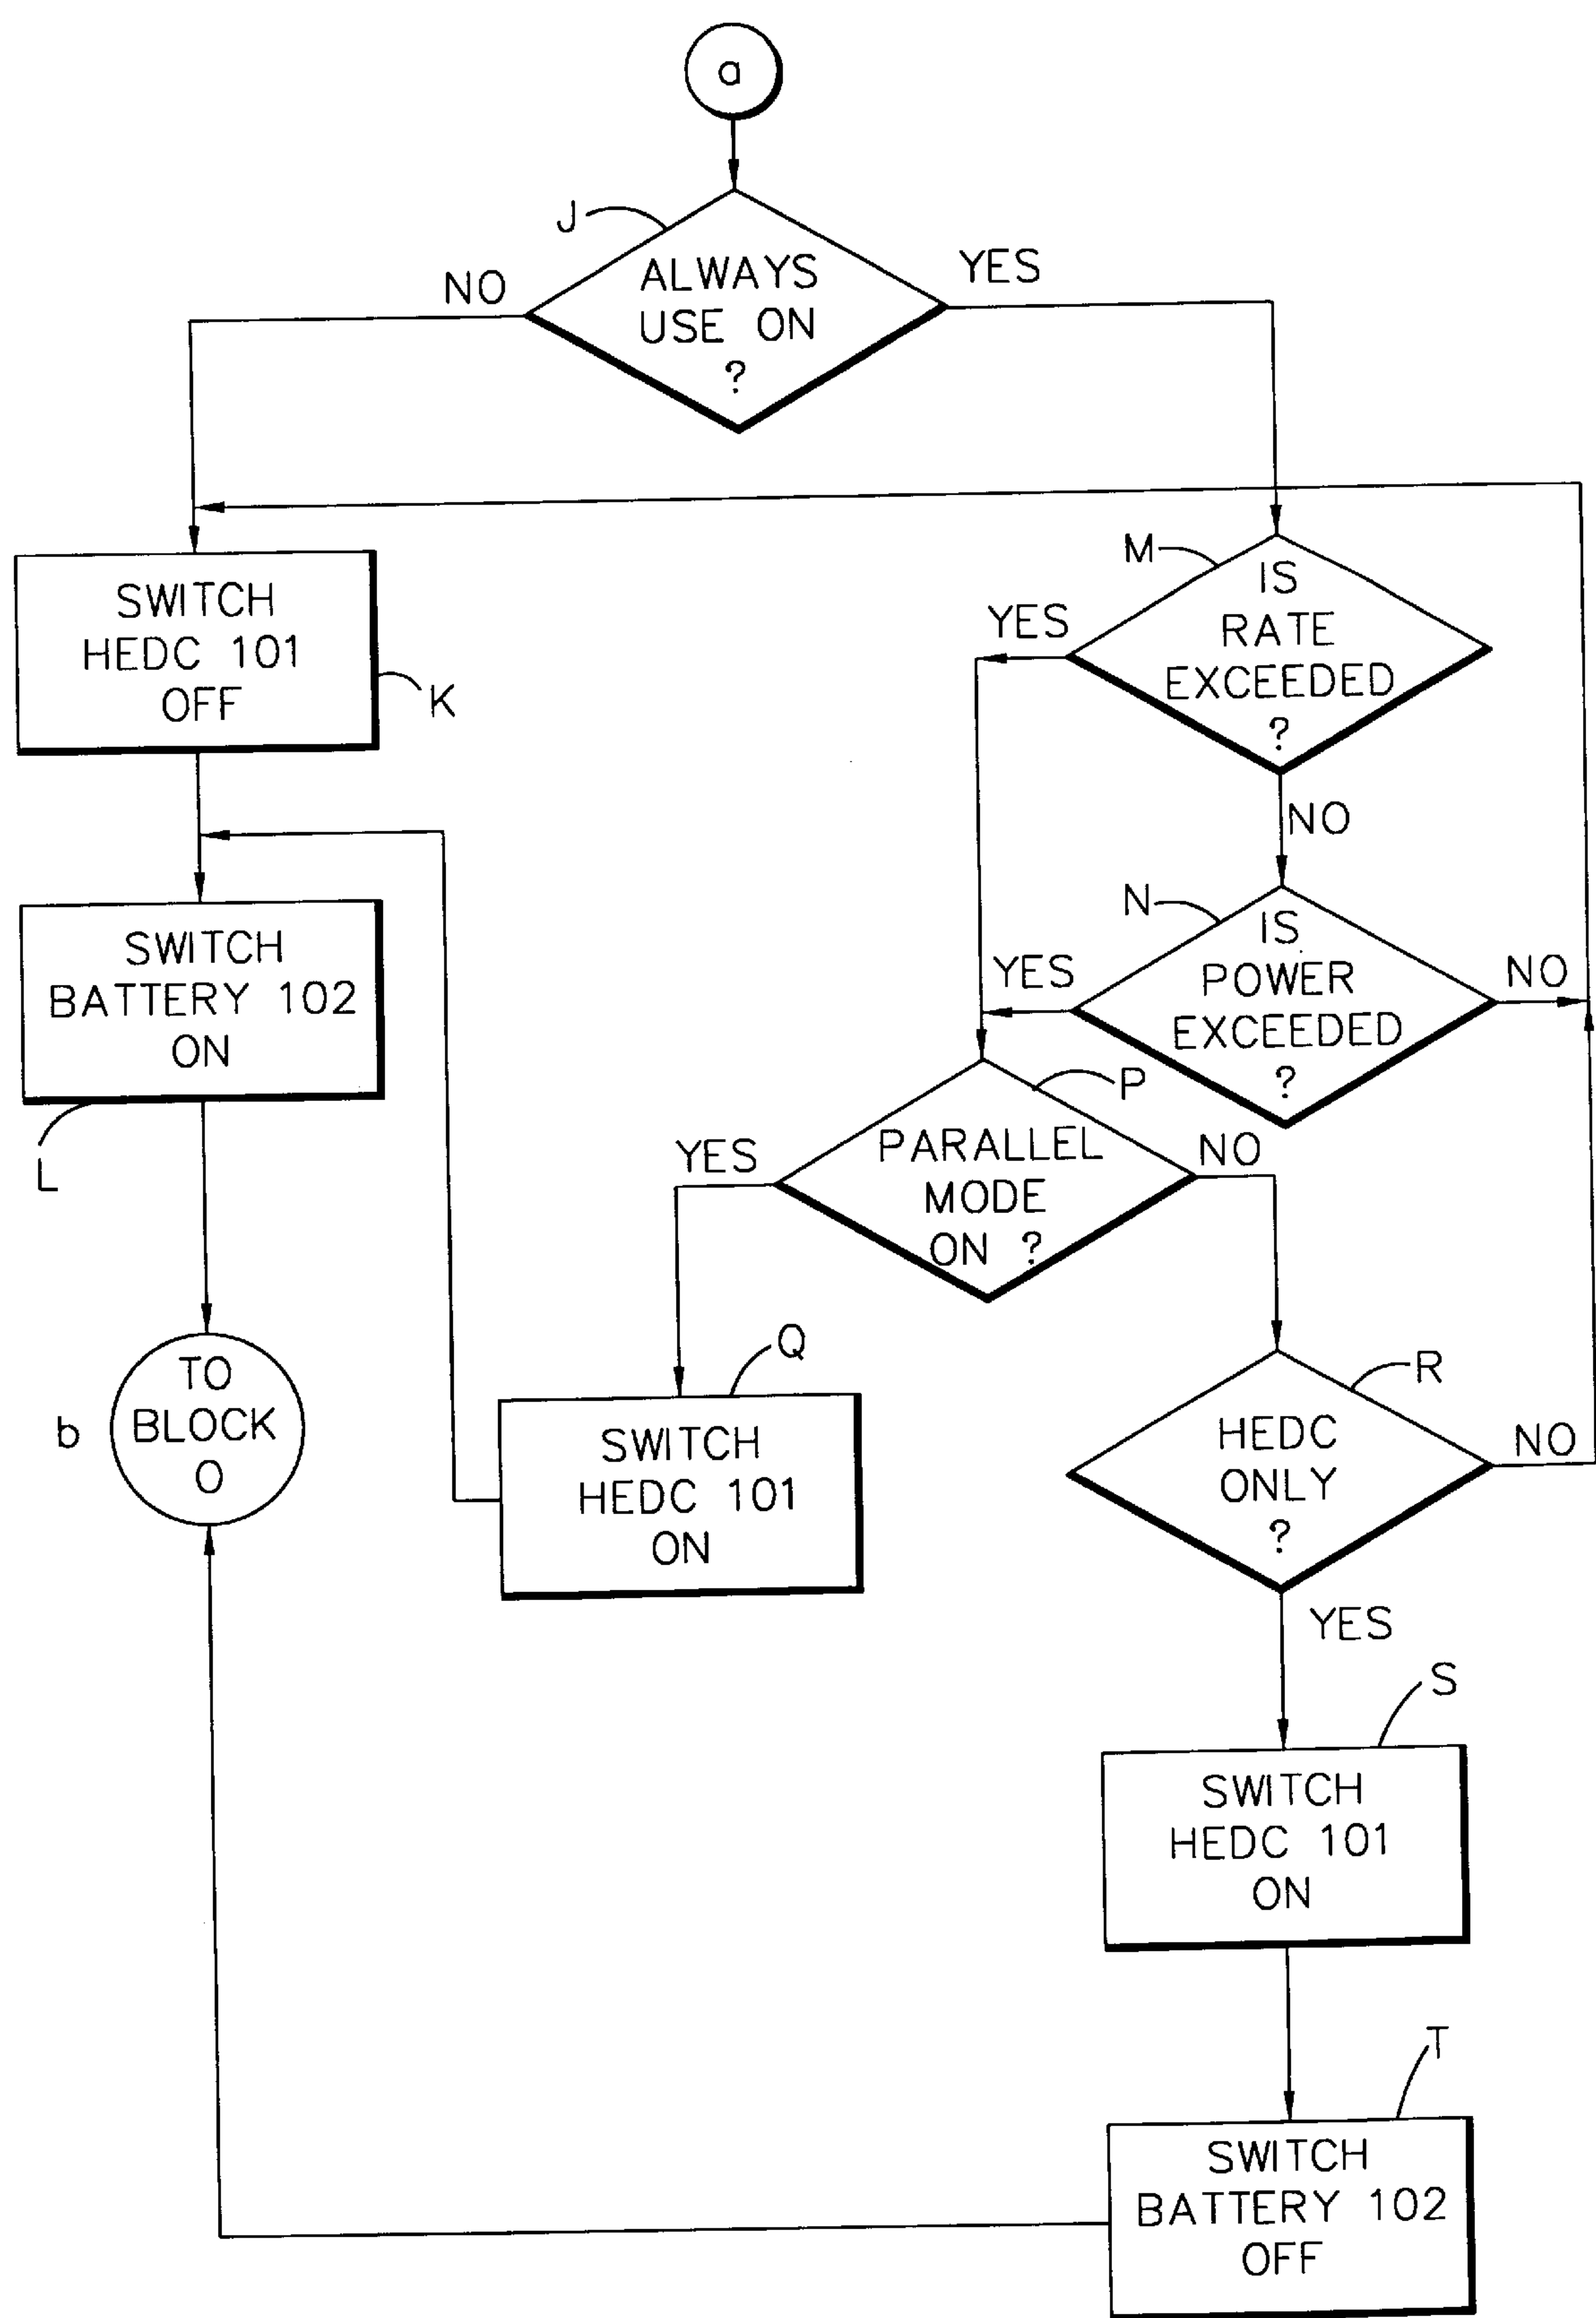 a
J
NO
YES
ALWAYS
USE ON
?
M
YES
IS
RATE
EXCEEDED
?
SWITCH
HEDC 101
OFF
K
NO
N
YES
IS
POWER
EXCEEDED
?
NO
SWITCH
BATTERY 102
ON
L
P
YES
PARALLEL
MODE
ON ?
NO
b
TO
BLOCK
O
Q
SWITCH
HEDC 101
ON
R
HEDC
ONLY
?
NO
YES
S
SWITCH
HEDC 101
ON
T
SWITCH
BATTERY 102
OFF